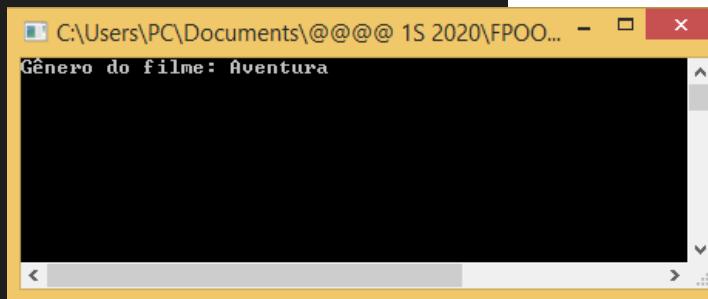 C:\Users\PC\Documents\@@@@ 1S 2020\FPOO...
Gênero do filme: Aventura